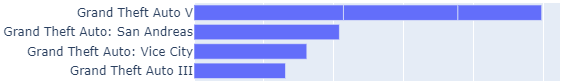 Grand Theft Auto V
Grand Theft Auto: San Andreas
Grand Theft Auto: Vice City
Grand Theft Auto III